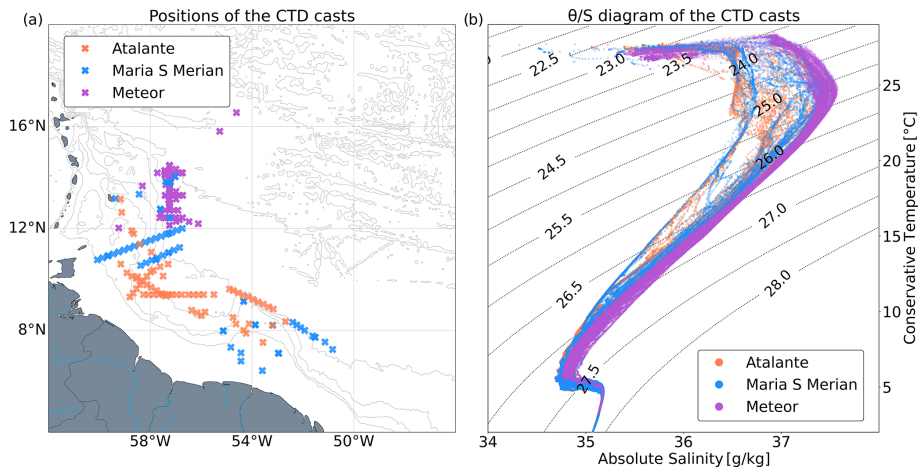 (a)
Positions of the CTD casts
Atalante
Maria S Merian
Meteor
16°N
12°N
8°N
58°W
54°W
50°W
(b)
θ/S diagram of the CTD casts
22.5
23.0
23.5
24.0
24.5
25.0
25.5
26.0
26.5
27.0
27.5
28.0
Atalante
Maria S Merian
Meteor
25
20
15
10
5
Conservative Temperature [°C]
34
35
36
37
Absolute Salinity [g/kg]